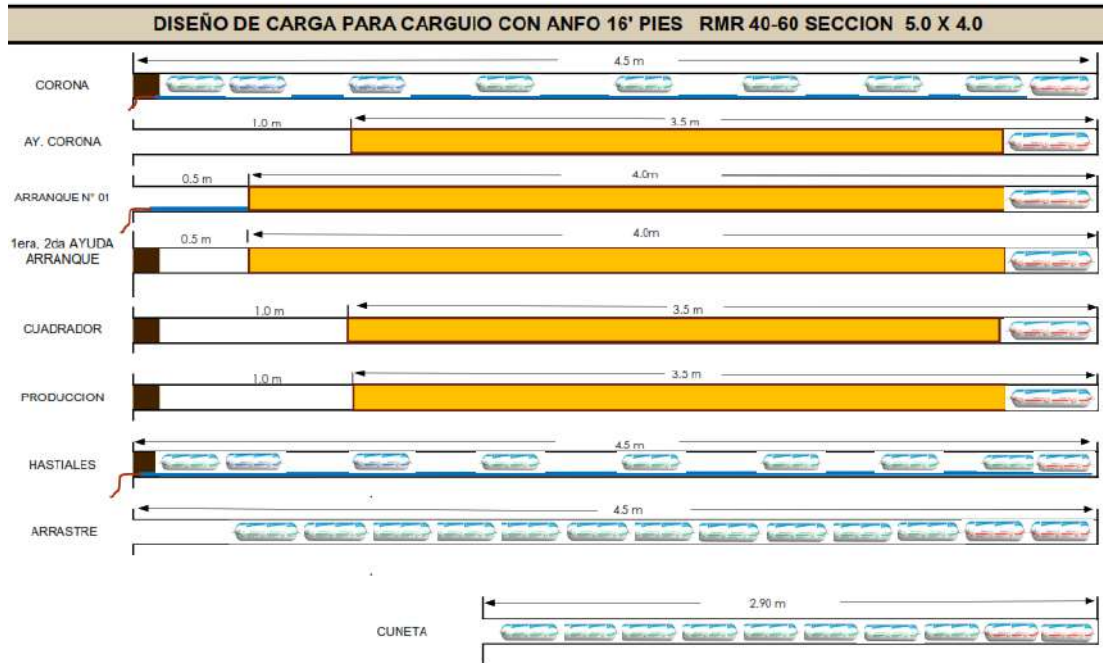 DISEÑO DE CARGA PARA CARGUIO CON ANFO 16' PIES RMR 40-60 SECCION 5.0 X 4.0
4.5 m
CORONA
1.0 m
3.5 m
AY. CORONA
0.5 m
4.0m
ARRANQUE N° 01
0.5 m
4.0m
1era, 2da AYUDA
ARRANQUE
1.0 m
3.5 m
CUADRADOR
1.0 m
3.5 m
PRODUCCION
4.5 m
HASTIALES
4.5 m
ARRASTRE
2.90 m
CUNETA